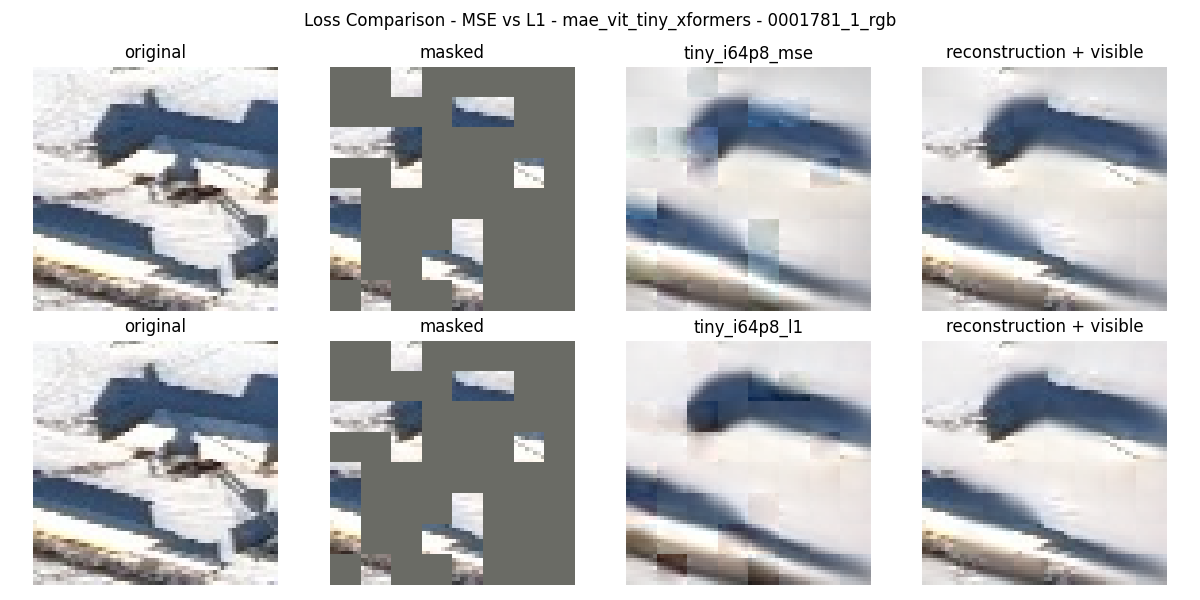 Loss Comparison - MSE vs L1 - mae_vit_tiny_xformers - 0001781_1_rgb
original
masked
tiny_i64p8_mse
reconstruction + visible
original
masked
tiny_i64p8_l1
reconstruction + visible